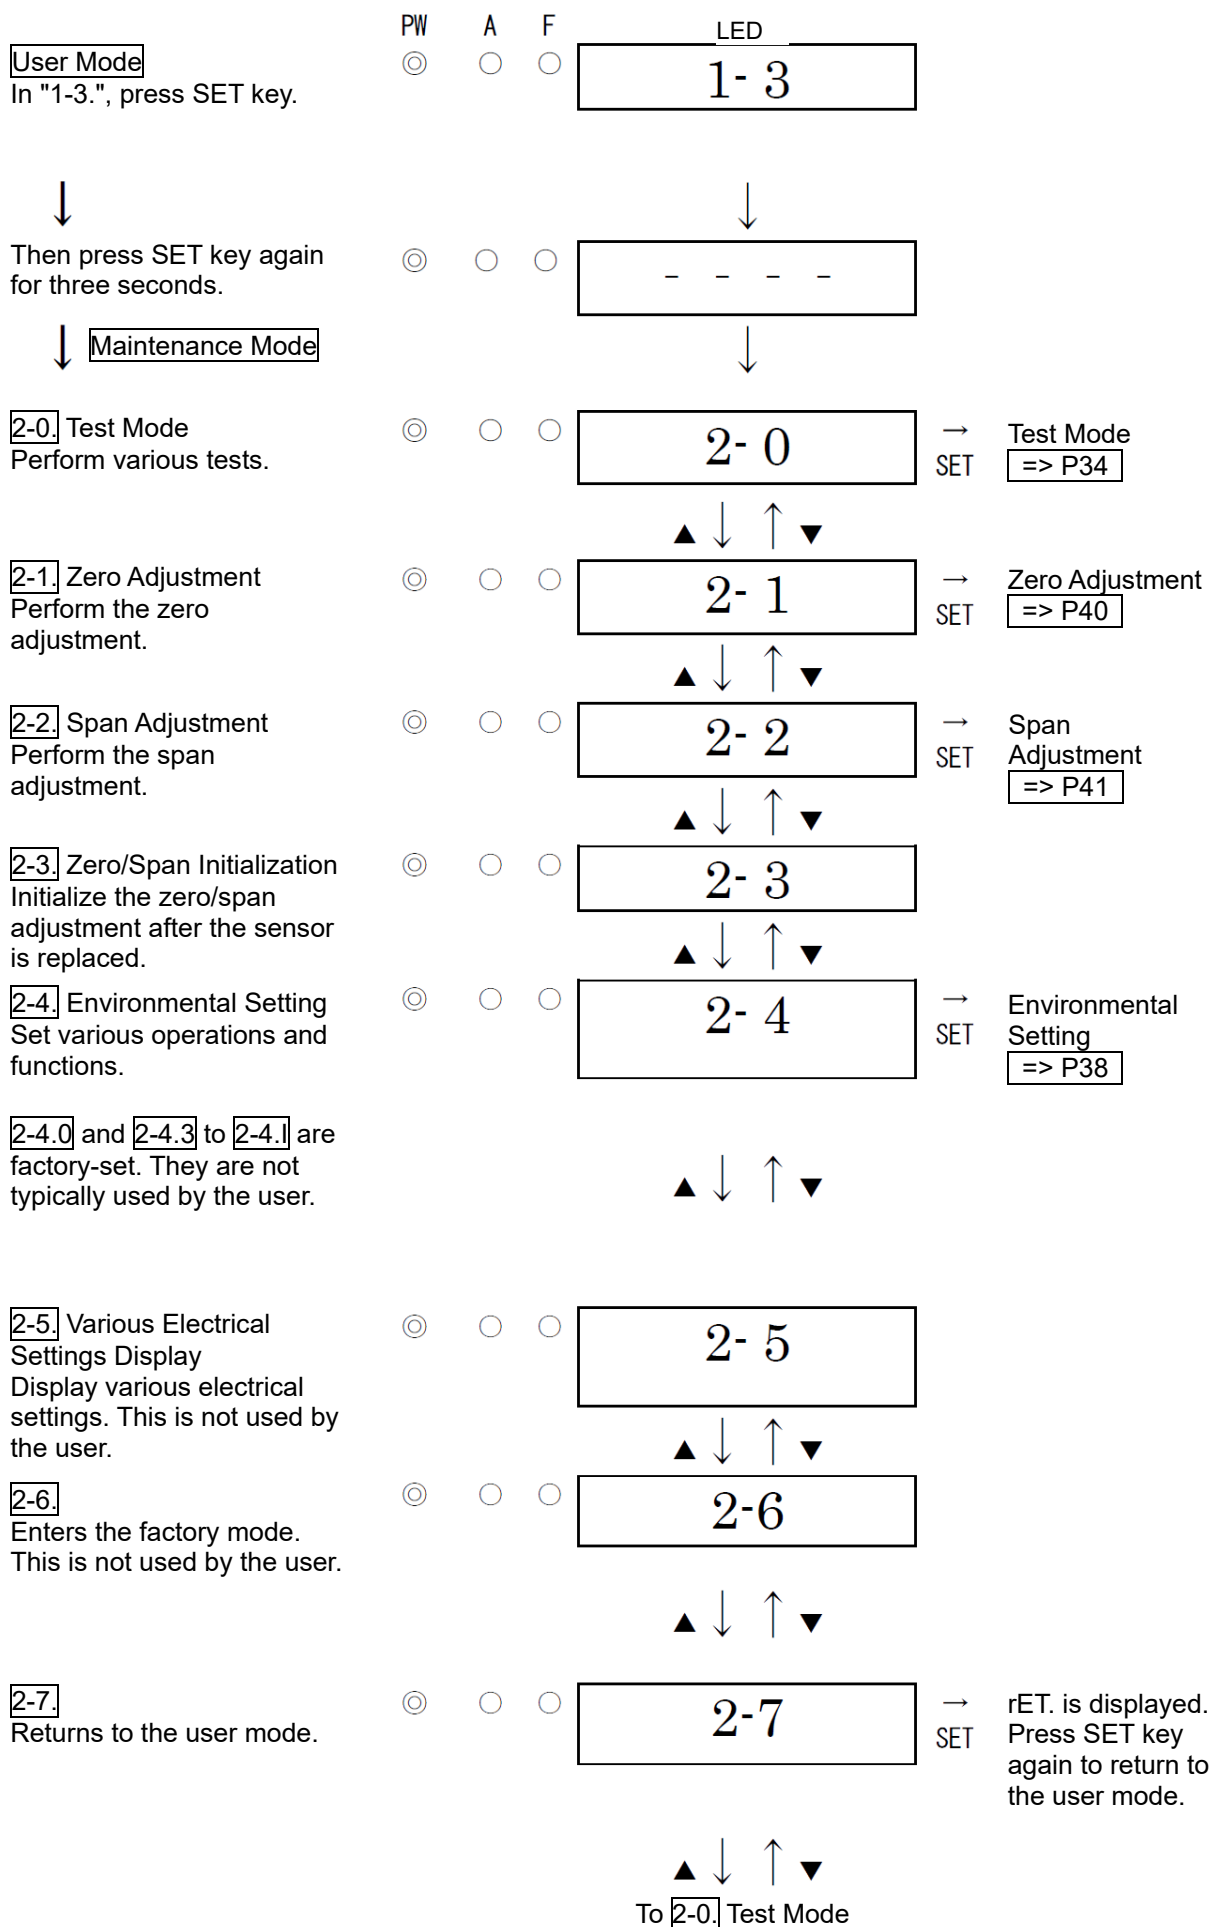 PW A F LED
User Mode ◎ ○ ○ 1- 3
In "1-3.", press SET key.
↓ ↓
Then press SET key again ◎ ○ ○ - - - -
for three seconds.
↓ Maintenance Mode ↓
2-0. Test Mode ◎ ○ ○ 2- 0 → Test Mode
Perform various tests. SET => P34
▲ ↓ ↑ ▼
2-1. Zero Adjustment ◎ ○ ○ 2- 1 → Zero Adjustment
Perform the zero SET => P40
adjustment.
▲ ↓ ↑ ▼
2-2. Span Adjustment ◎ ○ ○ 2- 2 → Span
Perform the span SET Adjustment
adjustment. => P41
▲ ↓ ↑ ▼
2-3. Zero/Span Initialization ◎ ○ ○ 2- 3
Initialize the zero/span
adjustment after the sensor
is replaced.
▲ ↓ ↑ ▼
2-4. Environmental Setting ◎ ○ ○ 2- 4 → Environmental
Set various operations and SET Setting
functions. => P38
2-4.0 and 2-4.3 to 2-4.I are
factory-set. They are not
typically used by the user.
▲ ↓ ↑ ▼
2-5. Various Electrical ◎ ○ ○ 2- 5
Settings Display
Display various electrical
settings. This is not used by
the user.
▲ ↓ ↑ ▼
2-6. ◎ ○ ○ 2-6
Enters the factory mode.
This is not used by the user.
▲ ↓ ↑ ▼
2-7. ◎ ○ ○ 2-7 → rET. is displayed.
Returns to the user mode. SET Press SET key
again to return to
the user mode.
▲ ↓ ↑ ▼
To 2-0. Test Mode